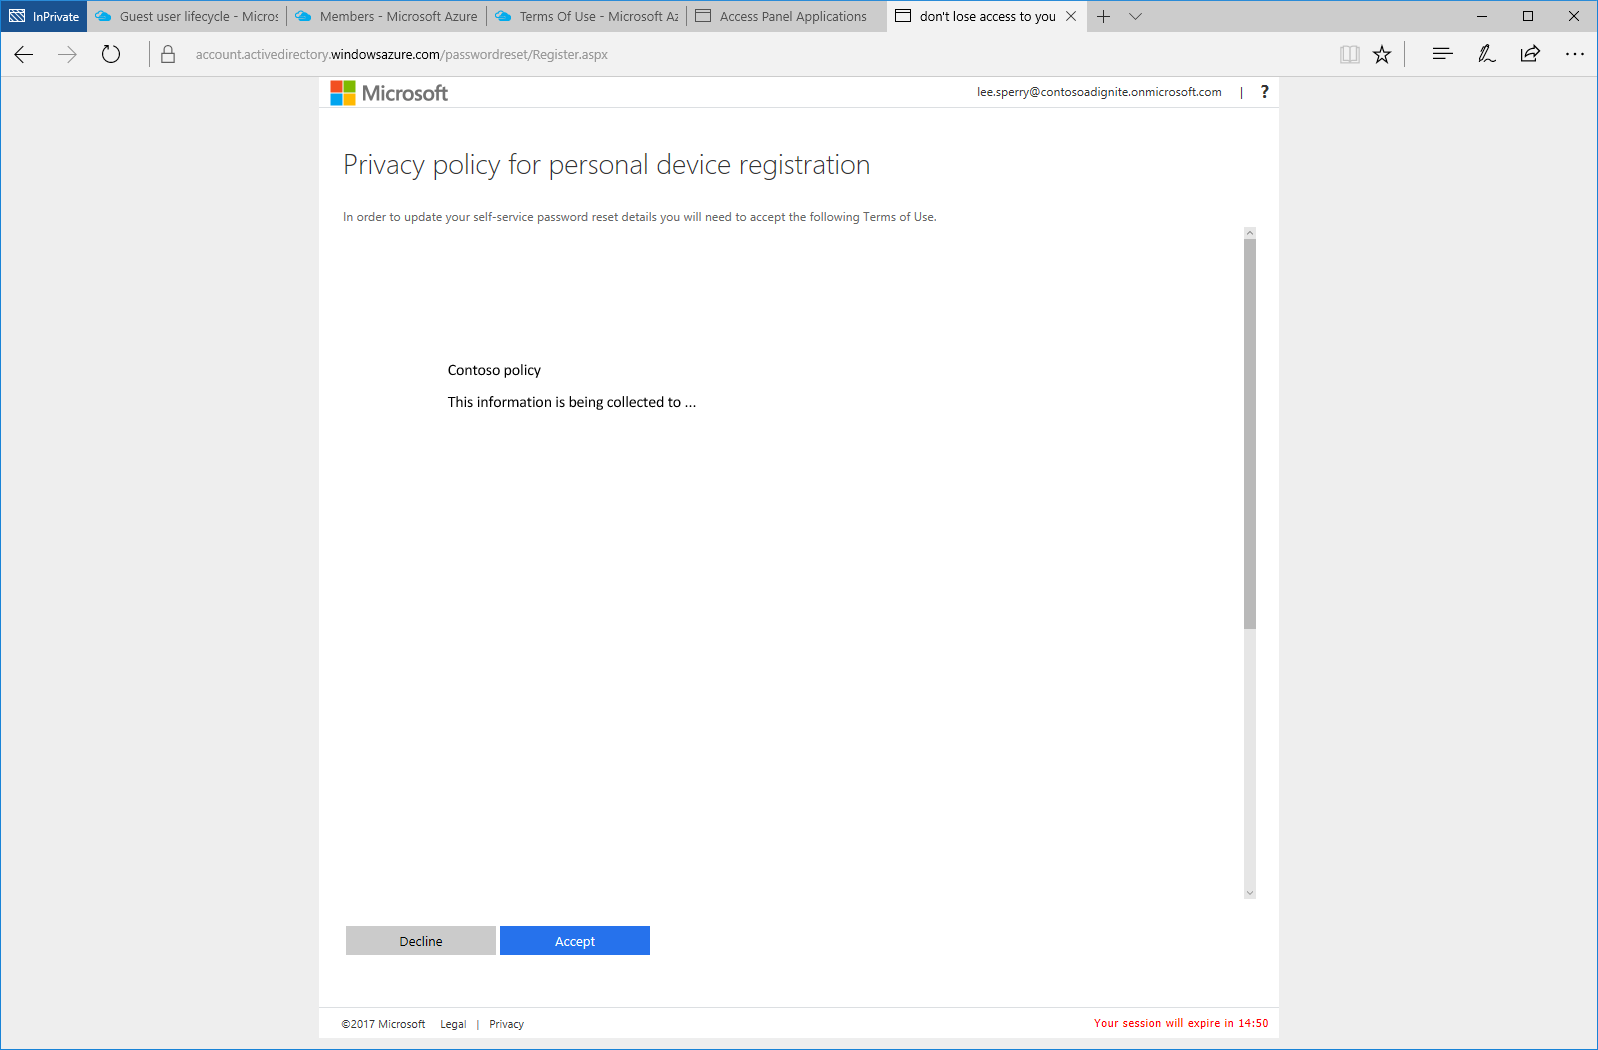 InPrivate
Guest user lifecycle - Micros
Members - Microsoft Azure
Terms Of Use - Microsoft Az
Access Panel Applications
don't lose access to you
account.activedirectory.windowsazure.com/passwordreset/Register.aspx
Microsoft
lee.sperry@contosoadignite.onmicrosoft.com | ?
Privacy policy for personal device registration
In order to update your self-service password reset details you will need to accept the following Terms of Use.
Contoso policy
This information is being collected to ...
Decline
Accept
©2017 Microsoft Legal | Privacy
Your session will expire in 14:50